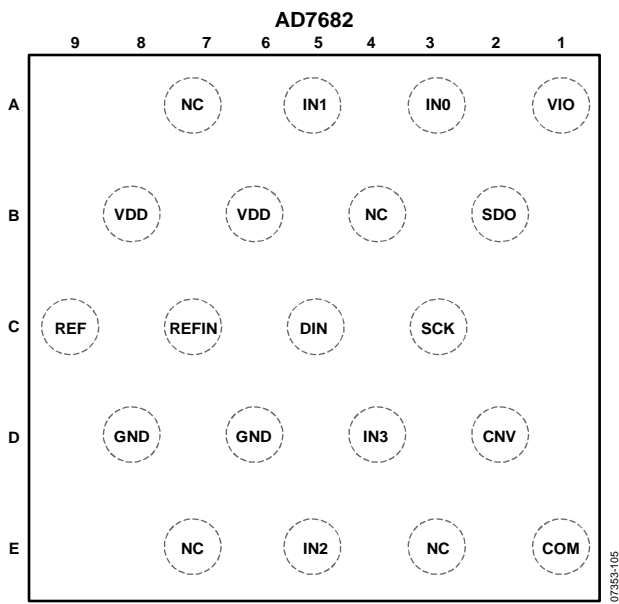 AD7682
9 8 7 6 5 4 3 2 1
A NC IN1 IN0 VIO
B VDD VDD NC SDO
C REF REFIN DIN SCK
D GND GND IN3 CNV
E NC IN2 NC COM
07353-105